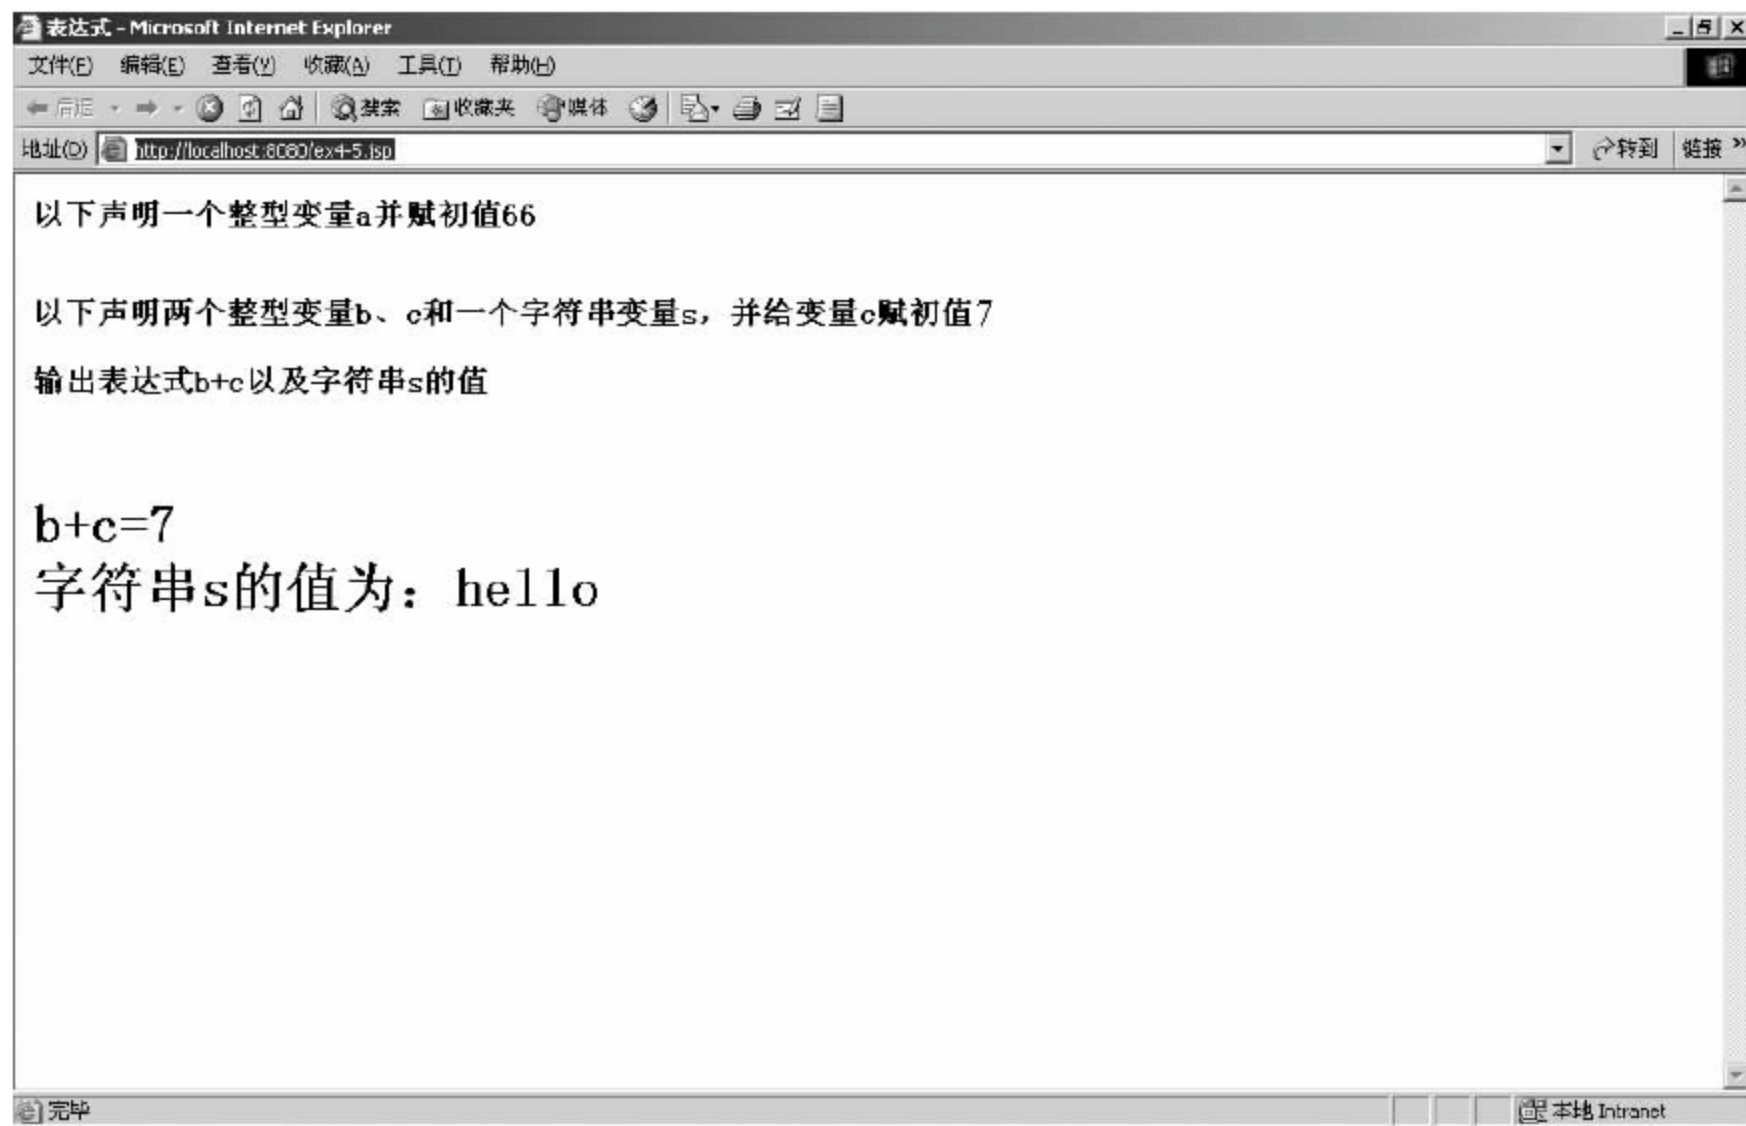 表达式 - Microsoft Internet Explorer
文件(F) 编辑(E) 查看(V) 收藏(A) 工具(T) 帮助(H)
后退 搜索 收藏夹 媒体
地址(D) http://localhost:8080/ex4-5.jsp 转到 链接 »
以下声明一个整型变量a并赋初值66
以下声明两个整型变量b、c和一个字符串变量s，并给变量c赋初值7
输出表达式b+c以及字符串s的值
b+c=7
字符串s的值为：hello
完毕 本地 Intranet